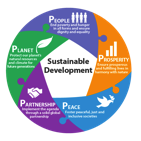 PEOPLE
End poverty and hunger
in all forms and ensure
dignity and equality
PROSPERITY
Ensure prosperous
and fulfilling lives in
harmony with nature
PEACE
Foster peaceful, just and
inclusive societies
PARTNERSHIP
Implement the agenda
through a solid global
partnership
PLANET
Protect our planet's
natural resources
and climate for
future generations
Sustainable
Development